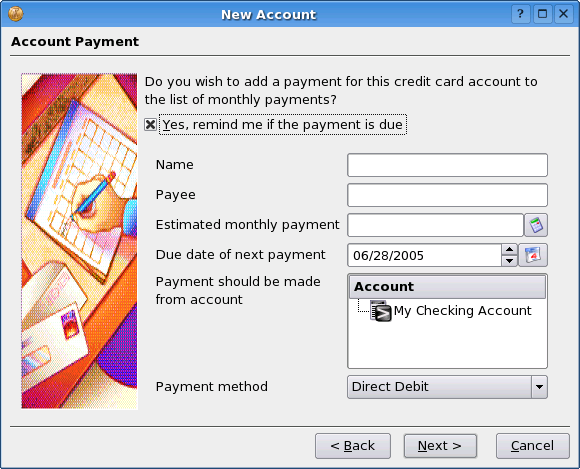 New Account
Account Payment
Do you wish to add a payment for this credit card account to
the list of monthly payments?
Yes, remind me if the payment is due
Name
Payee
Estimated monthly payment
Due date of next payment
06/28/2005
Payment should be made
from account
Account
My Checking Account
Payment method
Direct Debit
< Back
Next >
Cancel